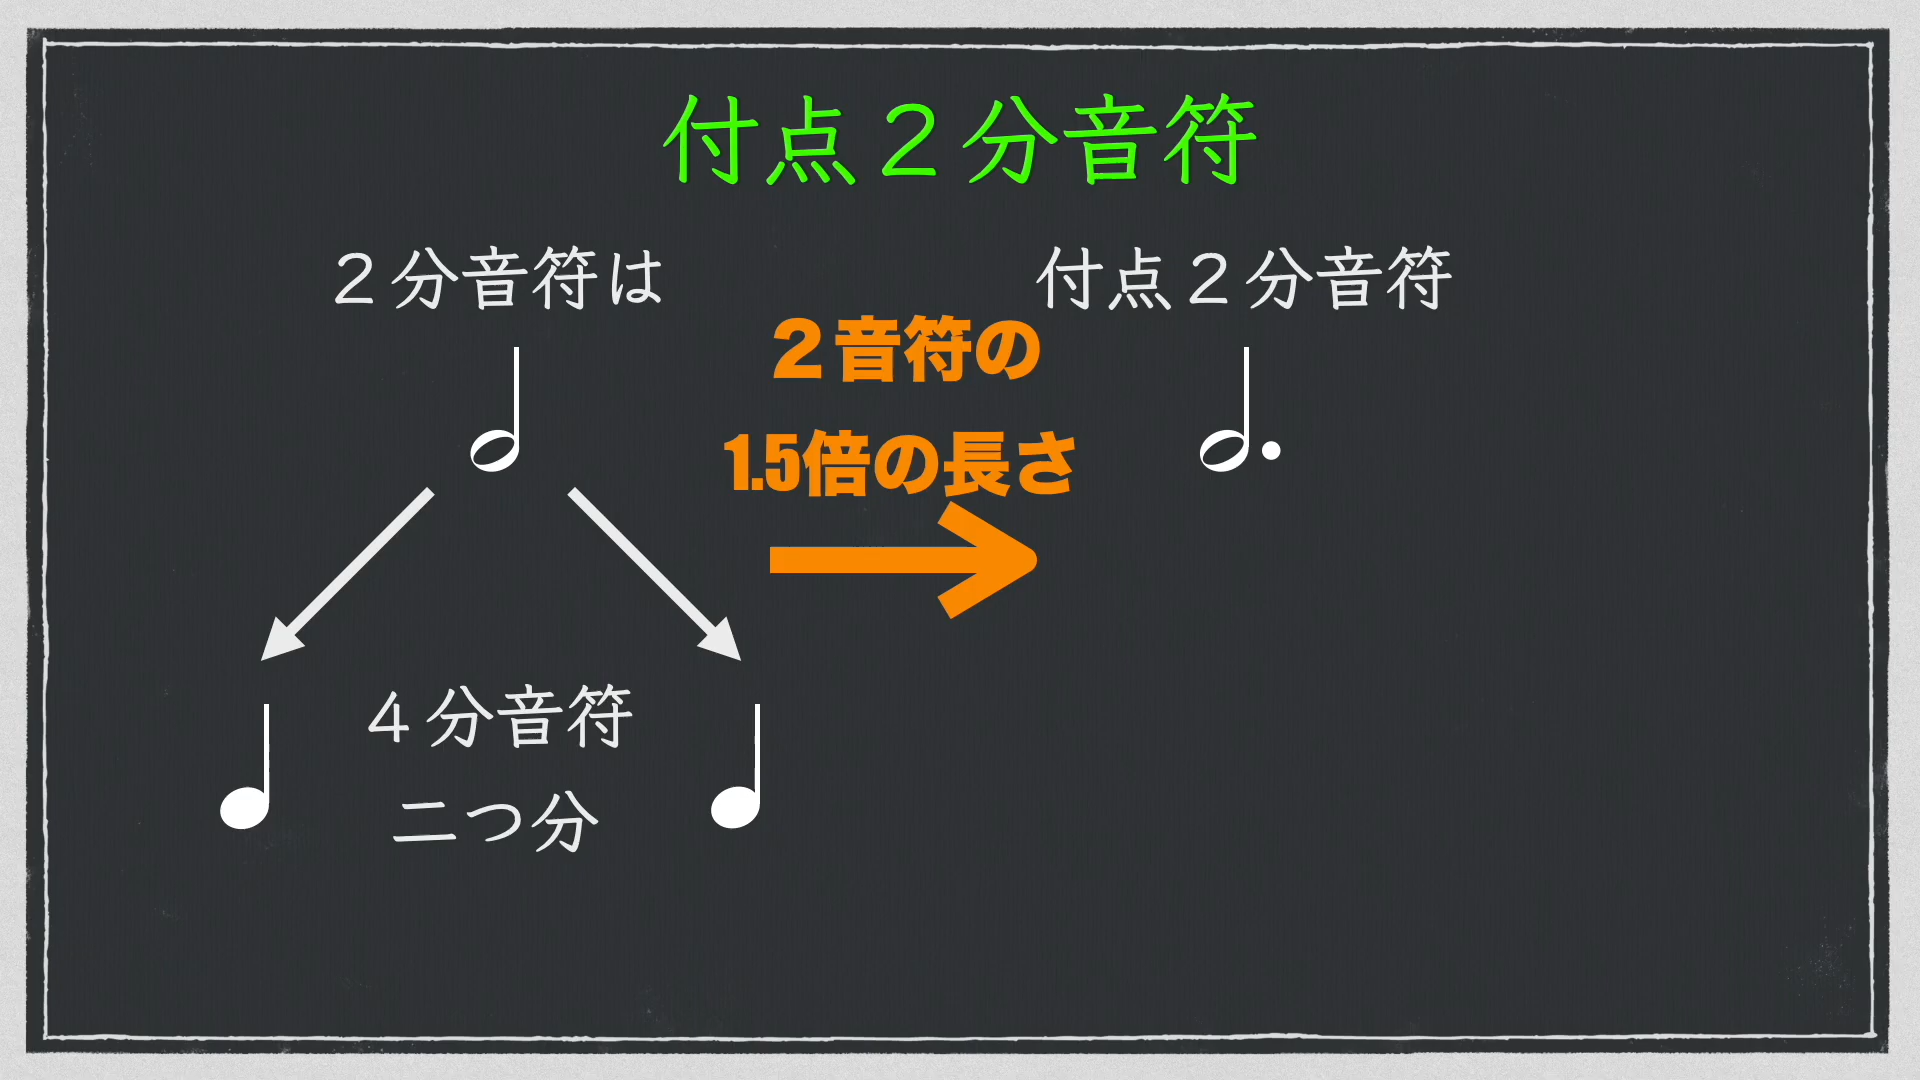 付点２分音符
２分音符は
付点２分音符
２音符の
1.5倍の長さ
４分音符
二つ分